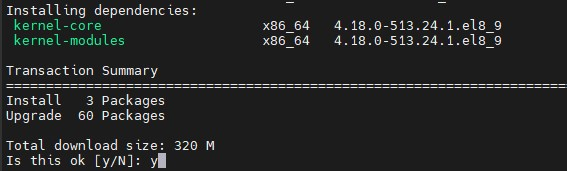 Installing dependencies:
kernel-core x86_64 4.18.0-513.24.1.el8_9
kernel-modules x86_64 4.18.0-513.24.1.el8_9
Transaction Summary
================================================================================
Install 3 Packages
Upgrade 60 Packages
Total download size: 320 M
Is this ok [y/N]: y